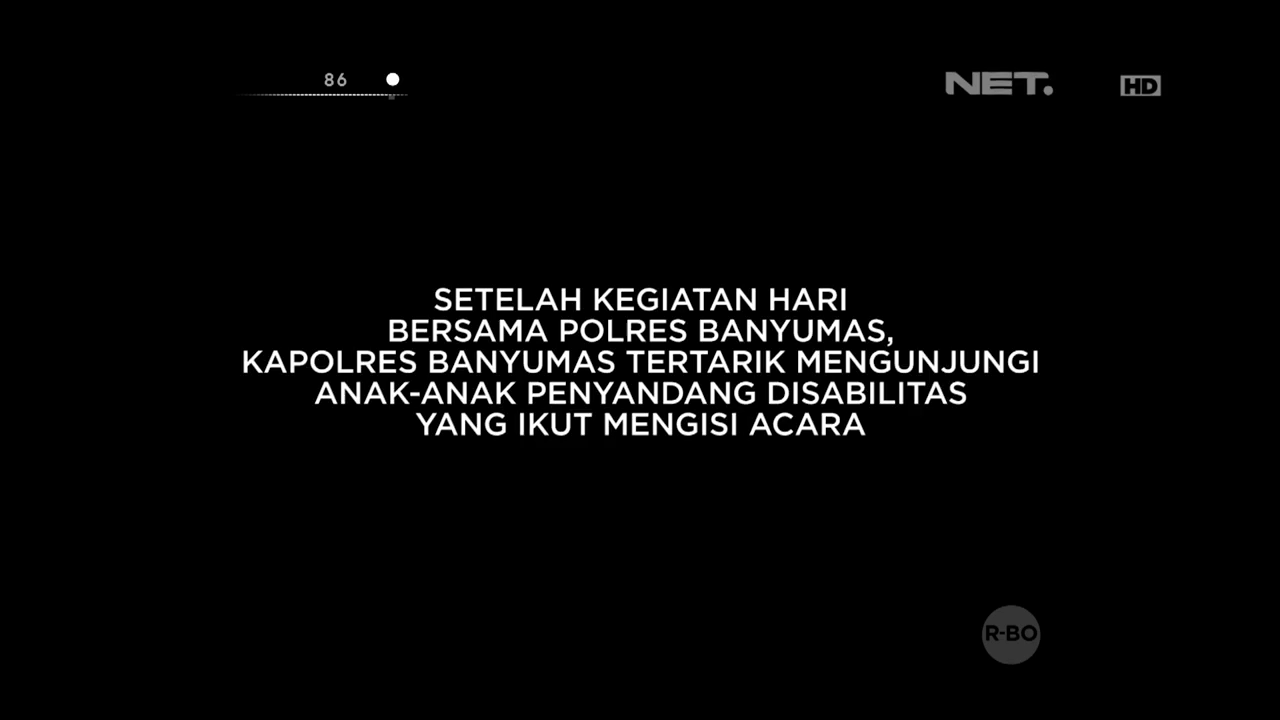 86
NET.
HD
SETELAH KEGIATAN HARI
BERSAMA POLRES BANYUMAS,
KAPOLRES BANYUMAS TERTARIK MENGUNJUNGI
ANAK-ANAK PENYANDANG DISABILITAS
YANG IKUT MENGISI ACARA
R-BO